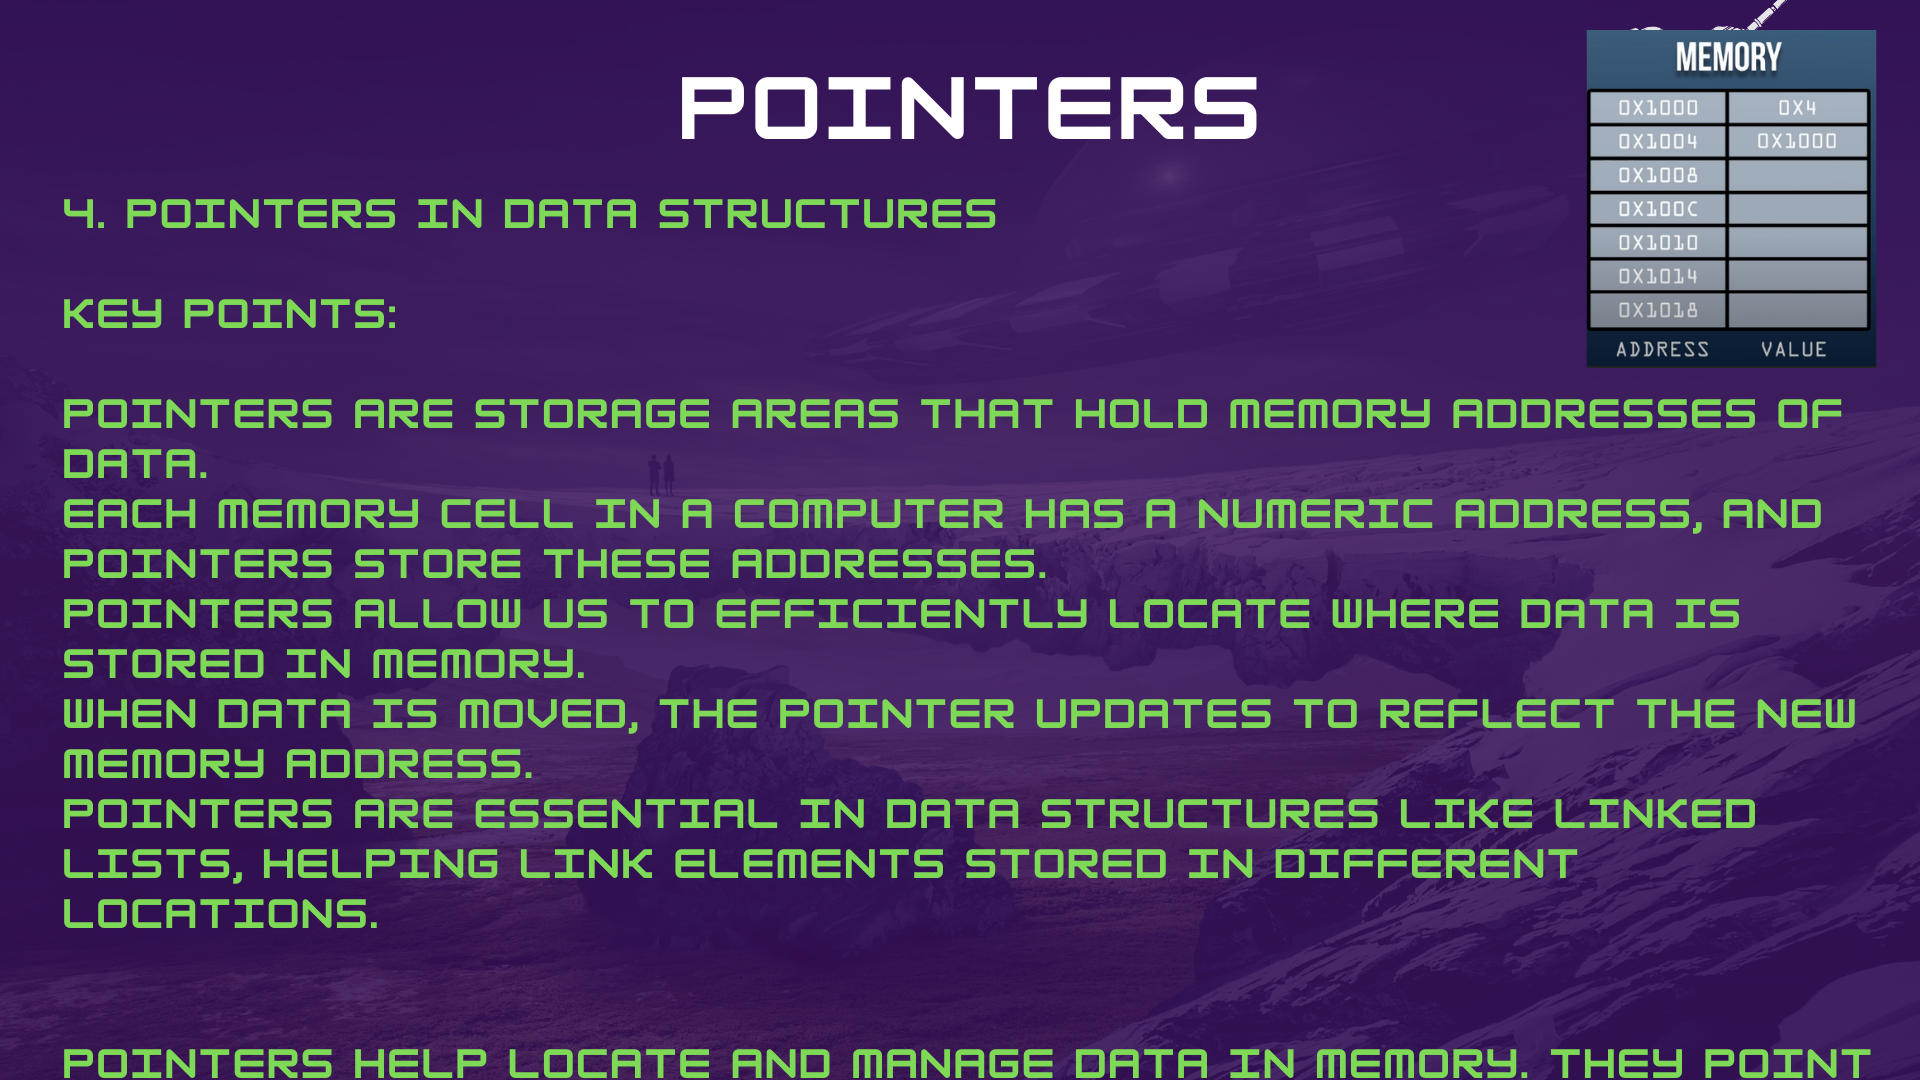 POINTERS
MEMORY
0X1000 0X4
0X1004 0X1000
0X1008
0X100C
0X1010
0X1014
0X1018
ADDRESS VALUE
4. POINTERS IN DATA STRUCTURES
KEY POINTS:
POINTERS ARE STORAGE AREAS THAT HOLD MEMORY ADDRESSES OF
DATA.
EACH MEMORY CELL IN A COMPUTER HAS A NUMERIC ADDRESS, AND
POINTERS STORE THESE ADDRESSES.
POINTERS ALLOW US TO EFFICIENTLY LOCATE WHERE DATA IS
STORED IN MEMORY.
WHEN DATA IS MOVED, THE POINTER UPDATES TO REFLECT THE NEW
MEMORY ADDRESS.
POINTERS ARE ESSENTIAL IN DATA STRUCTURES LIKE LINKED
LISTS, HELPING LINK ELEMENTS STORED IN DIFFERENT
LOCATIONS.
POINTERS HELP LOCATE AND MANAGE DATA IN MEMORY. THEY POINT